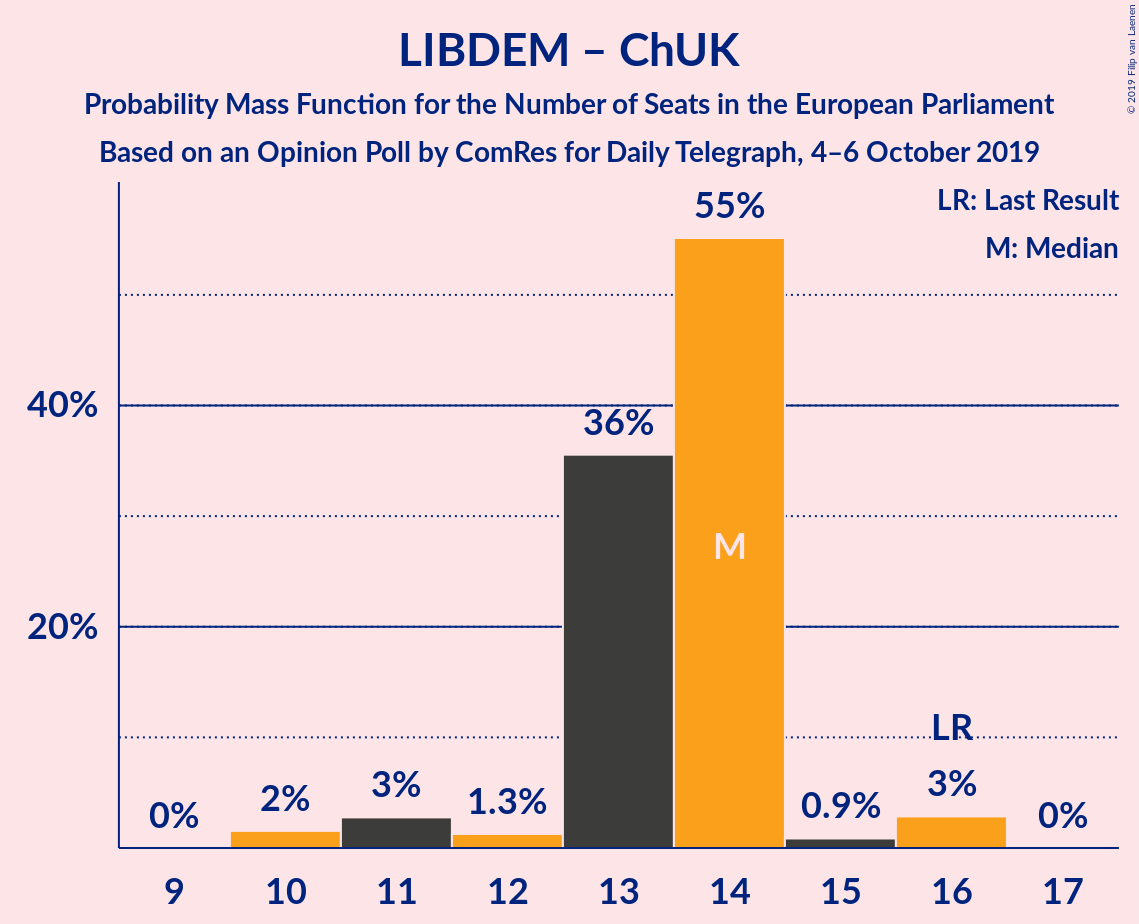 LIBDEM – ChUK
Probability Mass Function for the Number of Seats in the European Parliament
Based on an Opinion Poll by ComRes for Daily Telegraph, 4–6 October 2019
© 2019 Filip van Laenen
LR: Last Result
M: Median
55%
40%
36%
M
20%
LR
0%
2%
3%
1.3%
0.9%
3%
0%
9 10 11 12 13 14 15 16 17